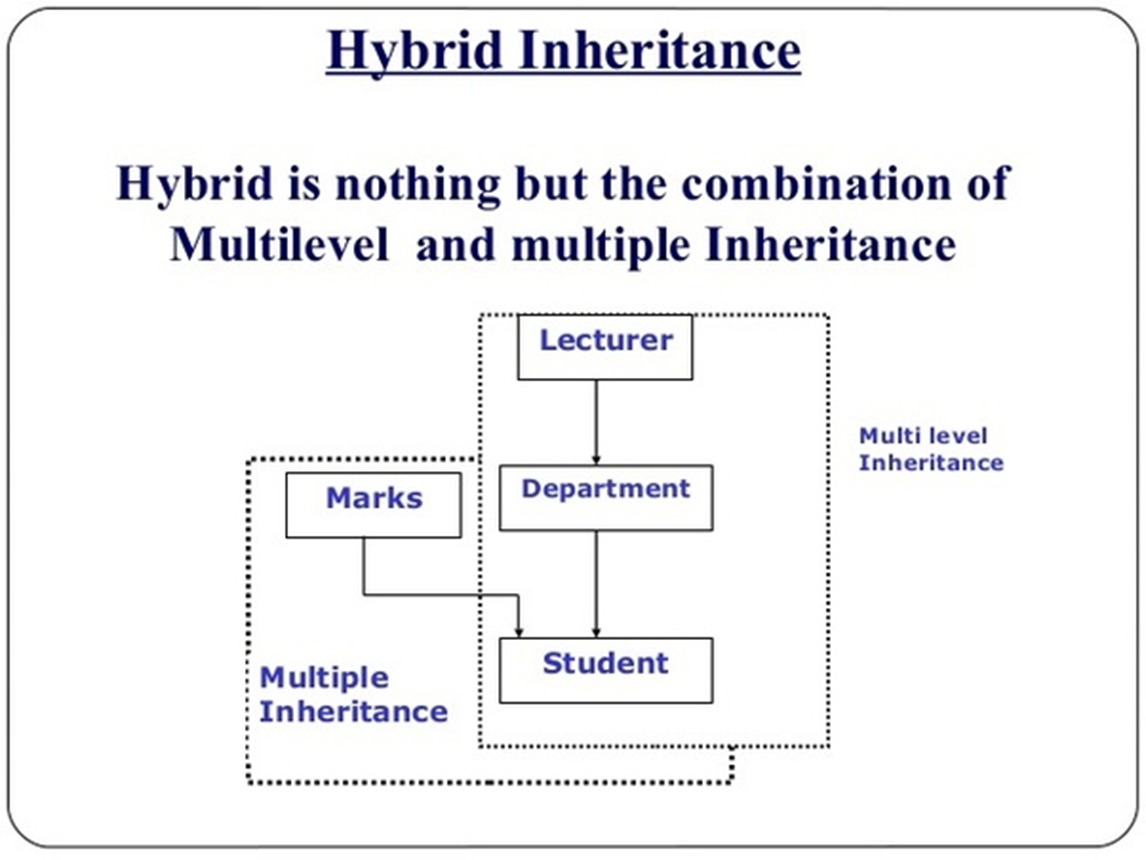 Hybrid Inheritance
Hybrid is nothing but the combination of
Multilevel and multiple Inheritance
Lecturer
Multi level
Inheritance
Marks
Department
Student
Multiple
Inheritance